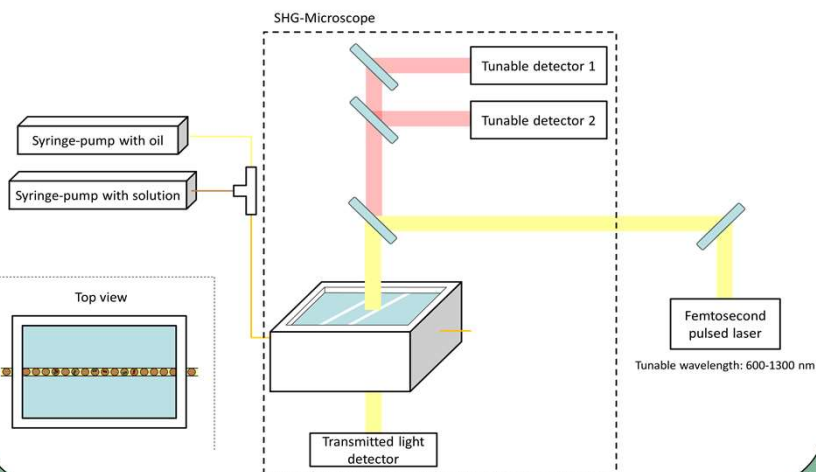 SHG-Microscope
Tunable detector 1
Tunable detector 2
Syringe-pump with oil
Syringe-pump with solution
Top view
Femtosecond
pulsed laser
Tunable wavelength: 600-1300 nm
Transmitted light
detector